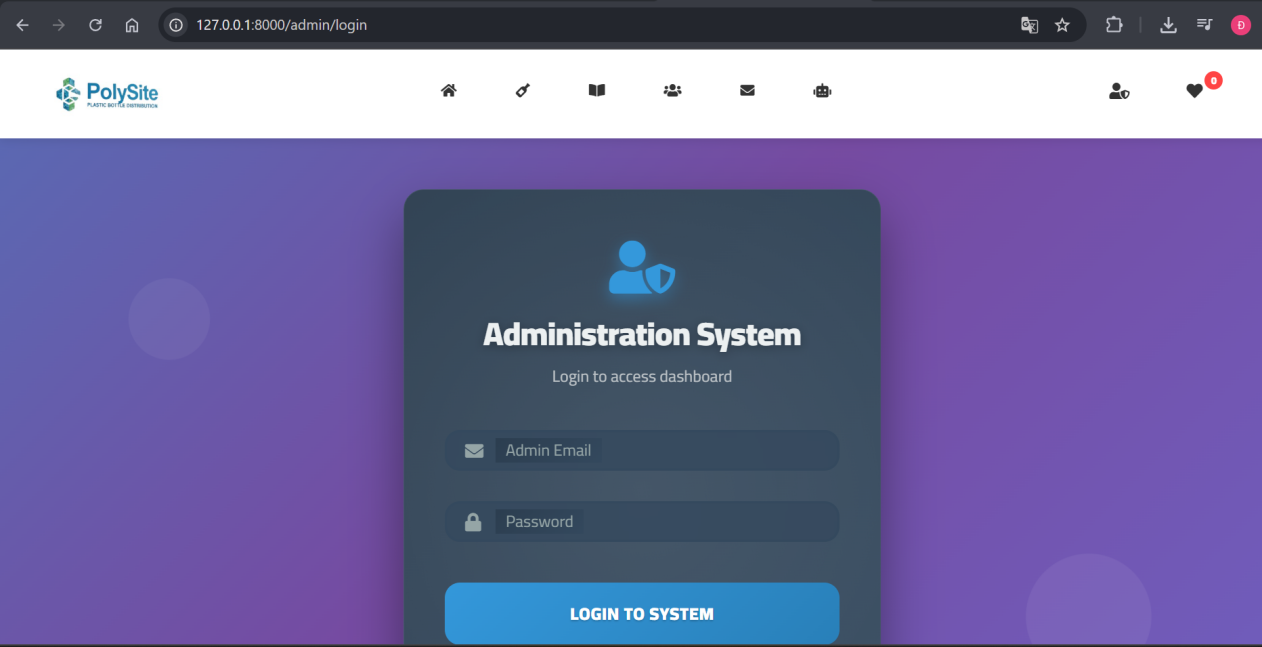 127.0.0.1:8000/admin/login
Đ
PolySite
PLASTIC BOTTLE DISTRIBUTION
0
Administration System
Login to access dashboard
Admin Email
Password
LOGIN TO SYSTEM